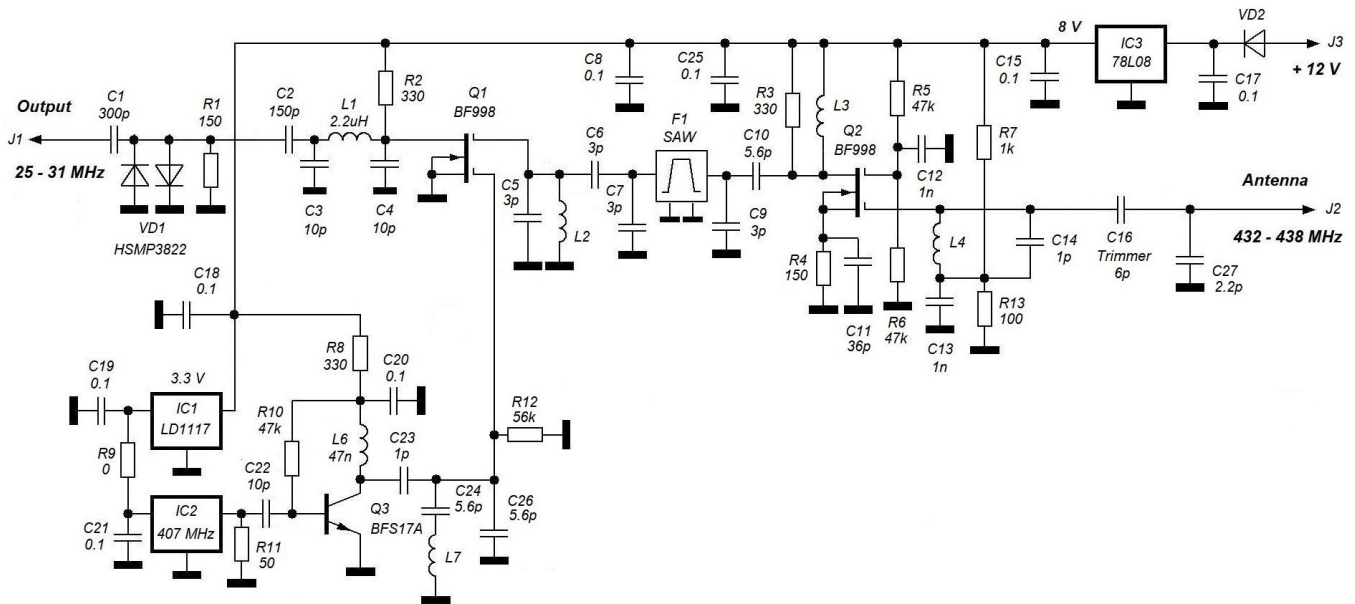 Output
J1
25 - 31 MHz
C1
300p
R1
150
VD1
HSMP3822
C2
150p
L1
2.2uH
C3
10p
C4
10p
R2
330
Q1
BF998
C5
3p
L2
C6
3p
C7
3p
C8
0.1
C25
0.1
F1
SAW
C9
3p
C10
5.6p
R3
330
L3
Q2
BF998
R4
150
C11
36p
R5
47k
C12
1n
R6
47k
R7
1k
L4
C13
1n
C14
1p
R13
100
C15
0.1
8 V
IC3
78L08
C17
0.1
VD2
J3
+ 12 V
C16
Trimmer
6p
C27
2.2p
Antenna
J2
432 - 438 MHz
C18
0.1
C19
0.1
3.3 V
IC1
LD1117
R9
0
C21
0.1
IC2
407 MHz
R11
50
C22
10p
R10
47k
R8
330
C20
0.1
L6
47n
Q3
BFS17A
C23
1p
C24
5.6p
L7
C26
5.6p
R12
56k